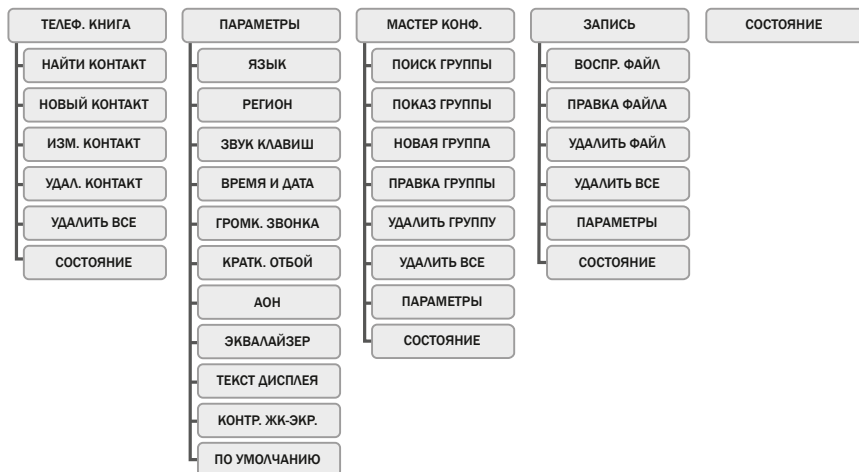 ТЕЛЕФ. КНИГА
НАЙТИ КОНТАКТ
НОВЫЙ КОНТАКТ
ИЗМ. КОНТАКТ
УДАЛ. КОНТАКТ
УДАЛИТЬ ВСЕ
СОСТОЯНИЕ
ПАРАМЕТРЫ
ЯЗЫК
РЕГИОН
ЗВУК КЛАВИШ
ВРЕМЯ И ДАТА
ГРОМК. ЗВОНКА
КРАТК. ОТБОЙ
АОН
ЭКВАЛАЙЗЕР
ТЕКСТ ДИСПЛЕЯ
КОНТР. ЖК-ЭКР.
ПО УМОЛЧАНИЮ
МАСТЕР КОНФ.
ПОИСК ГРУППЫ
ПОКАЗ ГРУППЫ
НОВАЯ ГРУППА
ПРАВКА ГРУППЫ
УДАЛИТЬ ГРУППУ
УДАЛИТЬ ВСЕ
ПАРАМЕТРЫ
СОСТОЯНИЕ
ЗАПИСЬ
ВОСПР. ФАЙЛ
ПРАВКА ФАЙЛА
УДАЛИТЬ ФАЙЛ
УДАЛИТЬ ВСЕ
ПАРАМЕТРЫ
СОСТОЯНИЕ
СОСТОЯНИЕ